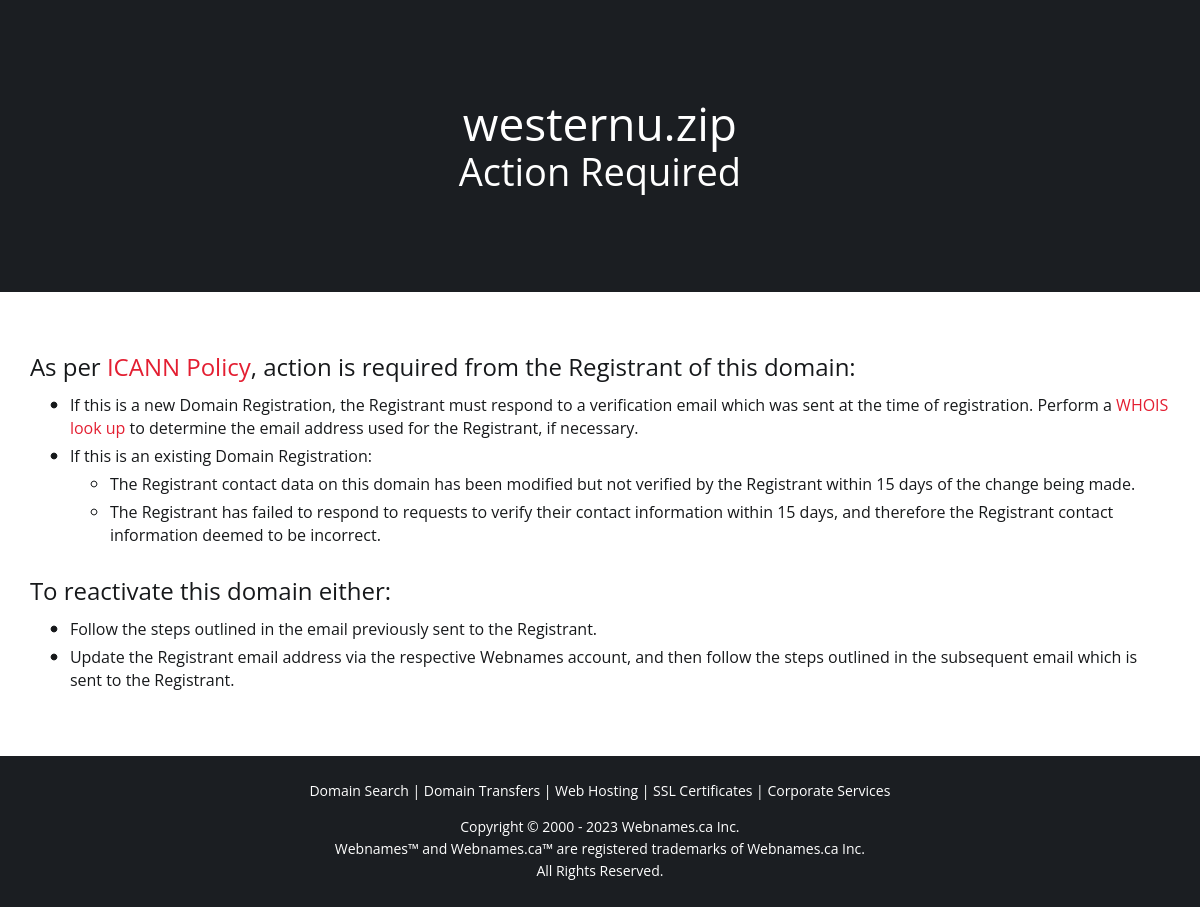 westernu.zip
Action Required
As per ICANN Policy, action is required from the Registrant of this domain:
If this is a new Domain Registration, the Registrant must respond to a verification email which was sent at the time of registration. Perform a WHOIS
look up to determine the email address used for the Registrant, if necessary.
If this is an existing Domain Registration:
The Registrant contact data on this domain has been modified but not verified by the Registrant within 15 days of the change being made.
The Registrant has failed to respond to requests to verify their contact information within 15 days, and therefore the Registrant contact
information deemed to be incorrect.
To reactivate this domain either:
Follow the steps outlined in the email previously sent to the Registrant.
Update the Registrant email address via the respective Webnames account, and then follow the steps outlined in the subsequent email which is
sent to the Registrant.
Domain Search | Domain Transfers | Web Hosting | SSL Certificates | Corporate Services
Copyright © 2000 - 2023 Webnames.ca Inc.
Webnames™ and Webnames.ca™ are registered trademarks of Webnames.ca Inc.
All Rights Reserved.